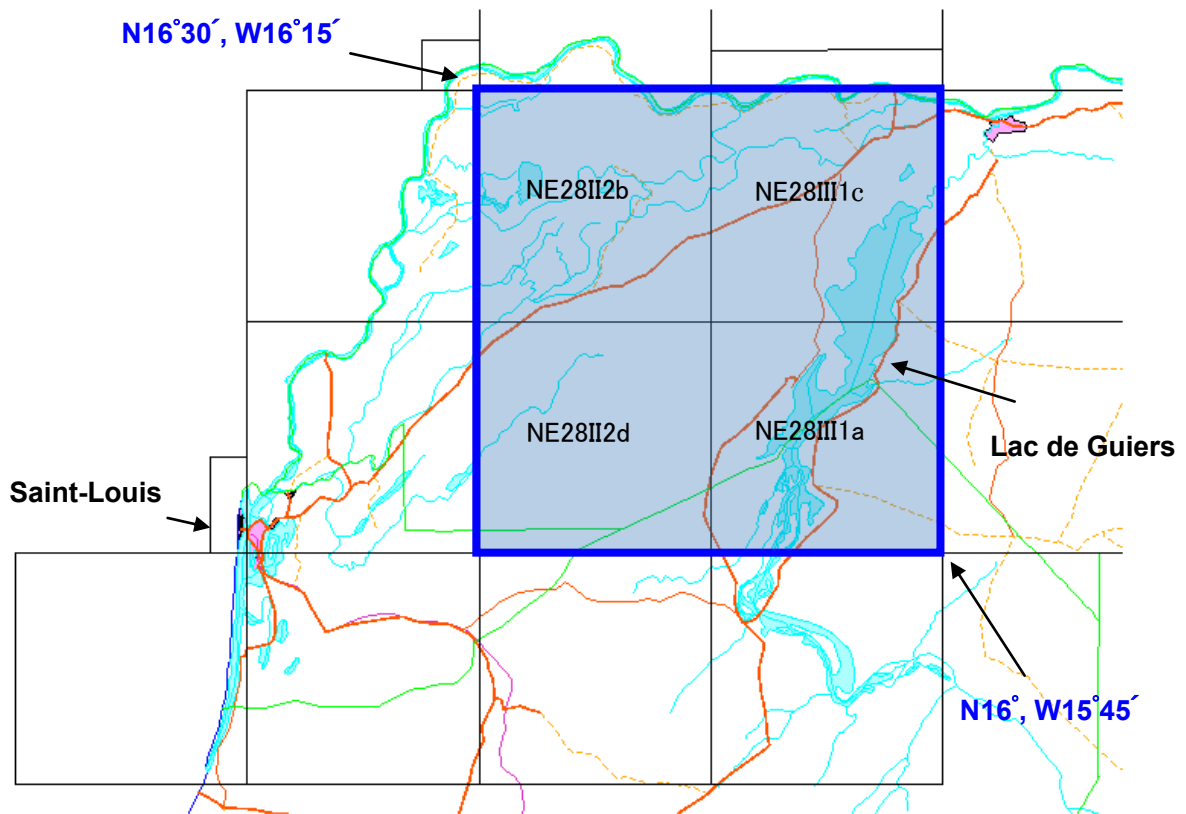 N16°30′, W16°15′
NE28II2b
NE28III1c
NE28II2d
NE28III1a
Lac de Guiers
Saint-Louis
N16°, W15°45′